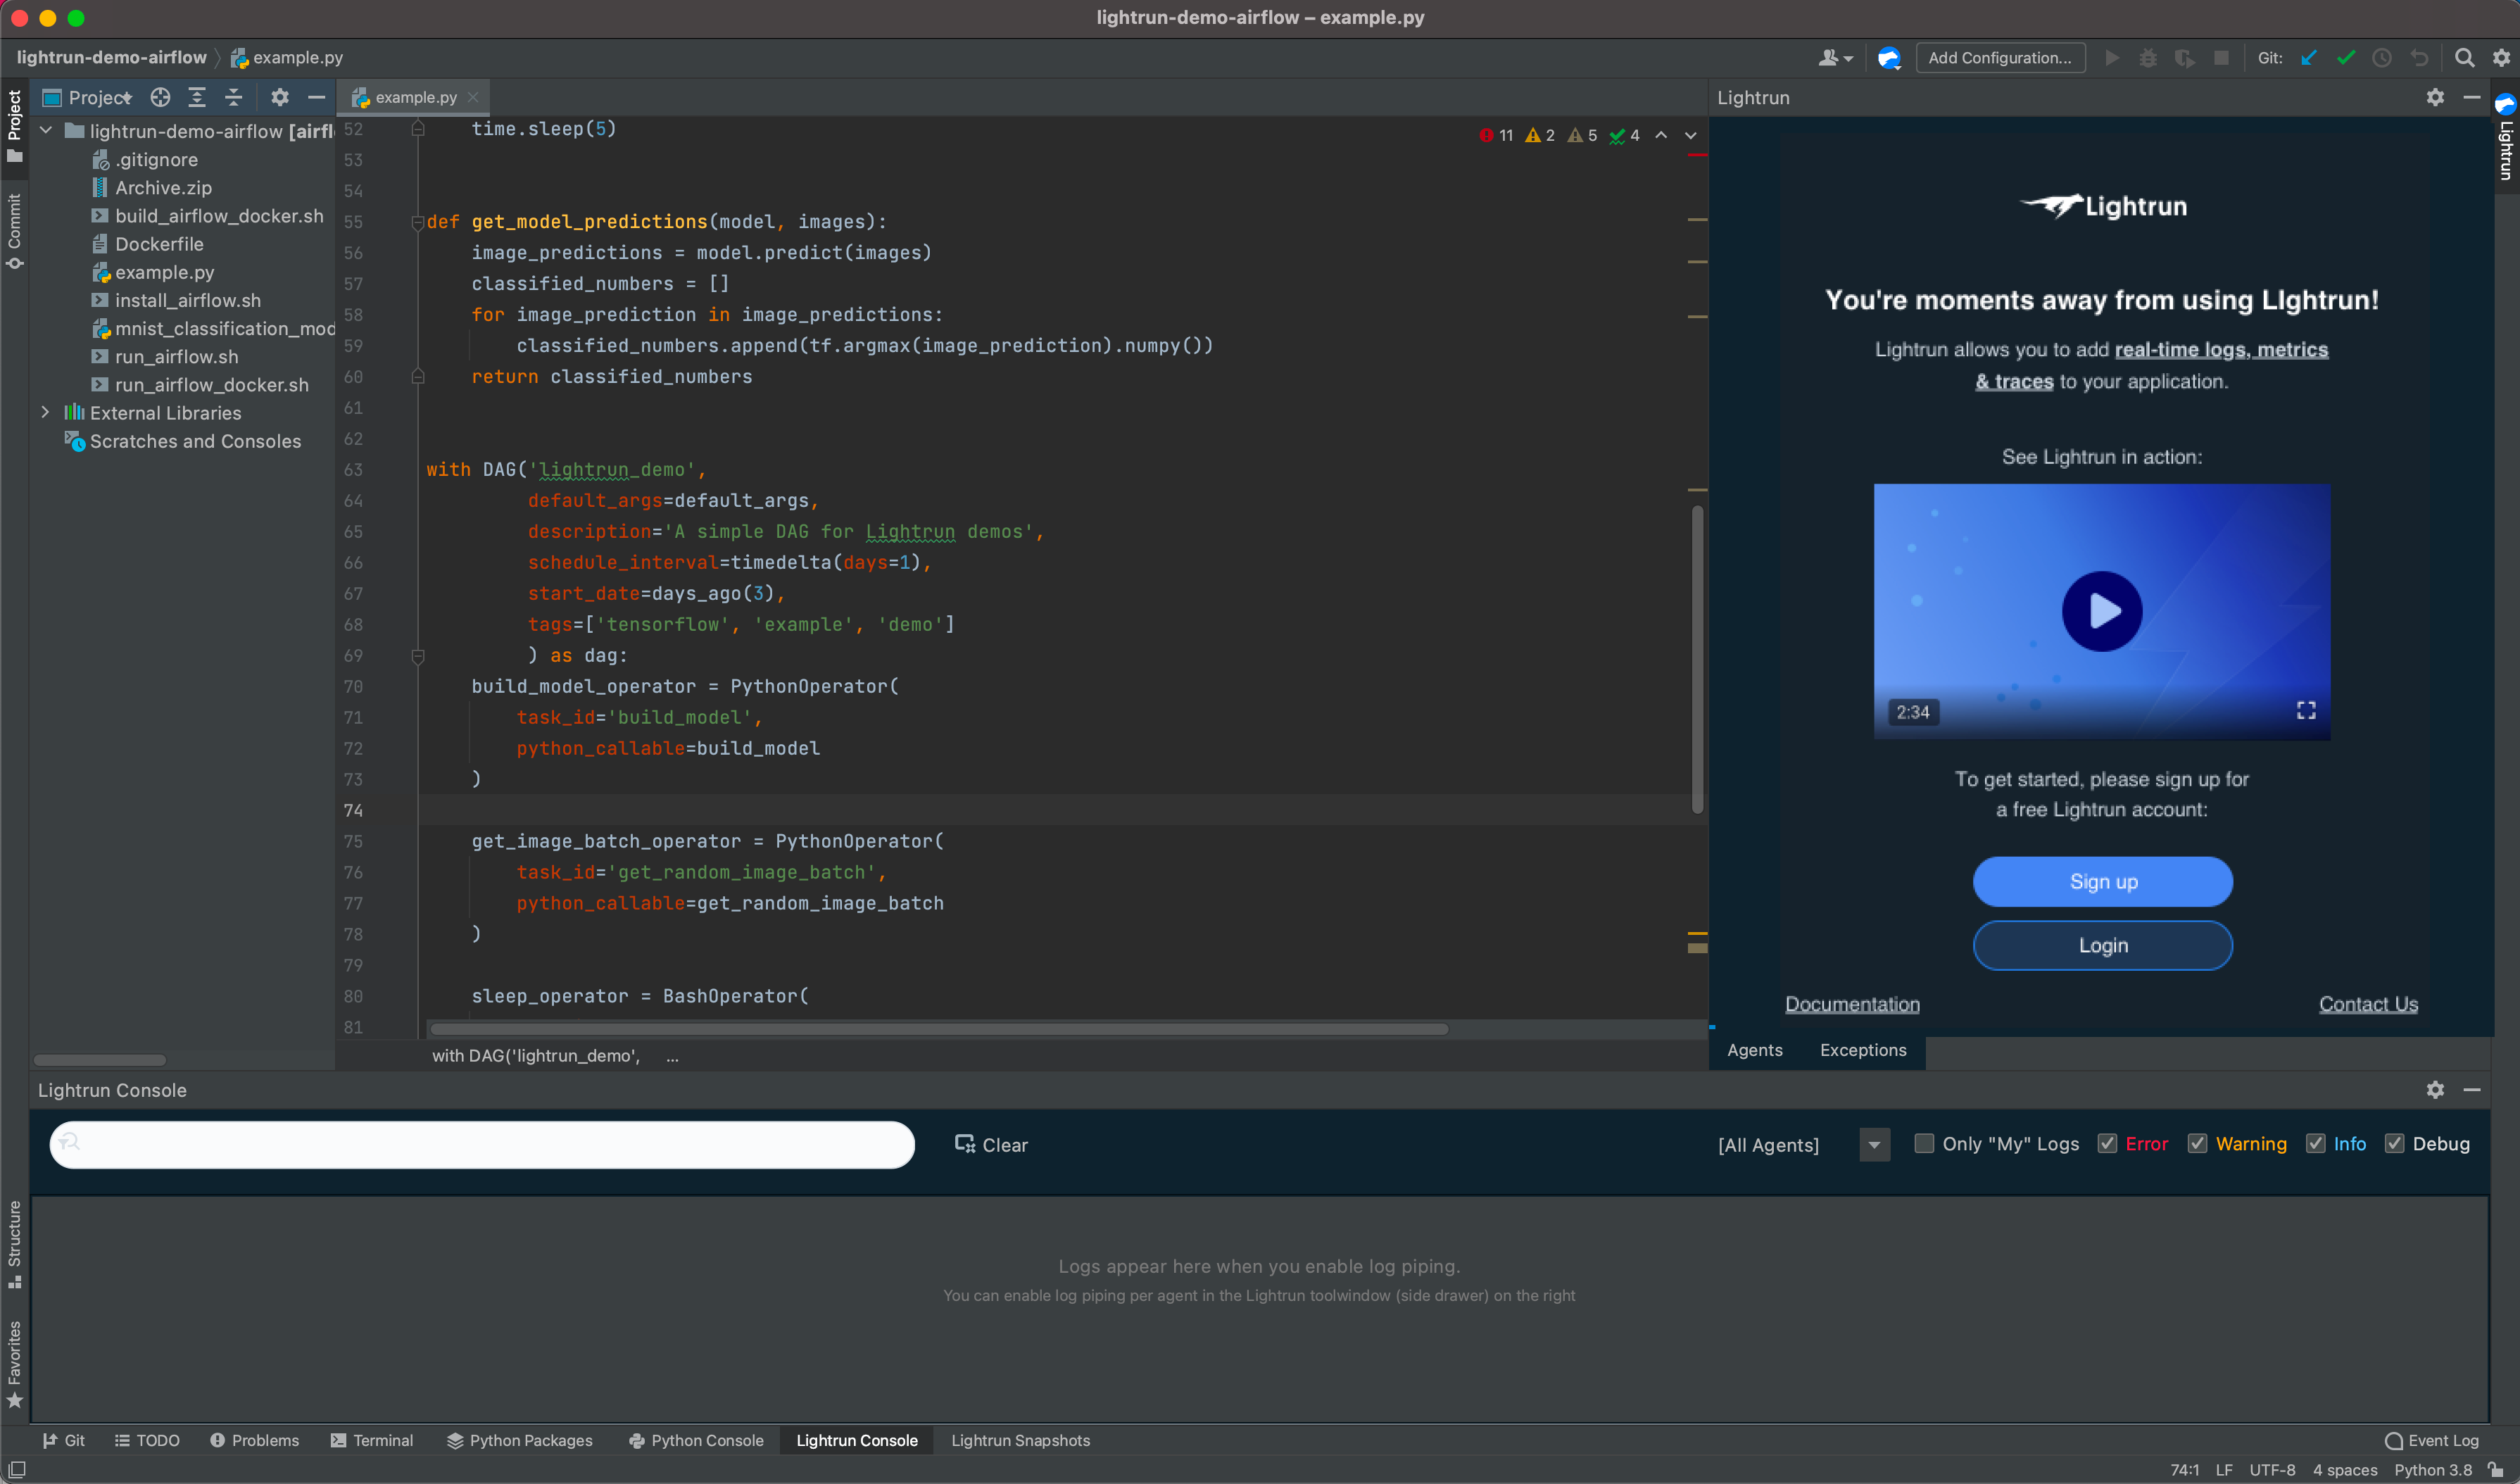 lightrun-demo-airflow – example.py
lightrun-demo-airflow
example.py
Add Configuration...
Git:
Project
example.py
Lightrun
Project
Commit
Structure
Favorites
Lightrun
lightrun-demo-airflow [airfl
.gitignore
Archive.zip
build_airflow_docker.sh
Dockerfile
example.py
install_airflow.sh
mnist_classification_mod
run_airflow.sh
run_airflow_docker.sh
External Libraries
Scratches and Consoles
11 2 5 4
52 time.sleep(5)
53
54
55 def get_model_predictions(model, images):
56 image_predictions = model.predict(images)
57 classified_numbers = []
58 for image_prediction in image_predictions:
59 classified_numbers.append(tf.argmax(image_prediction).numpy())
60 return classified_numbers
61
62
63 with DAG('lightrun_demo',
64 default_args=default_args,
65 description='A simple DAG for Lightrun demos',
66 schedule_interval=timedelta(days=1),
67 start_date=days_ago(3),
68 tags=['tensorflow', 'example', 'demo']
69 ) as dag:
70 build_model_operator = PythonOperator(
71 task_id='build_model',
72 python_callable=build_model
73 )
74
75 get_image_batch_operator = PythonOperator(
76 task_id='get_random_image_batch',
77 python_callable=get_random_image_batch
78 )
79
80 sleep_operator = BashOperator(
81
with DAG('lightrun_demo', ...
Lightrun
You're moments away from using LIghtrun!
Lightrun allows you to add real-time logs, metrics
& traces to your application.
See Lightrun in action:
2:34
To get started, please sign up for
a free Lightrun account:
Sign up
Login
Documentation
Contact Us
Agents
Exceptions
Lightrun Console
Clear
[All Agents]
Only "My" Logs
Error
Warning
Info
Debug
Logs appear here when you enable log piping.
You can enable log piping per agent in the Lightrun toolwindow (side drawer) on the right
Git
TODO
Problems
Terminal
Python Packages
Python Console
Lightrun Console
Lightrun Snapshots
Event Log
74:1 LF UTF-8 4 spaces Python 3.8